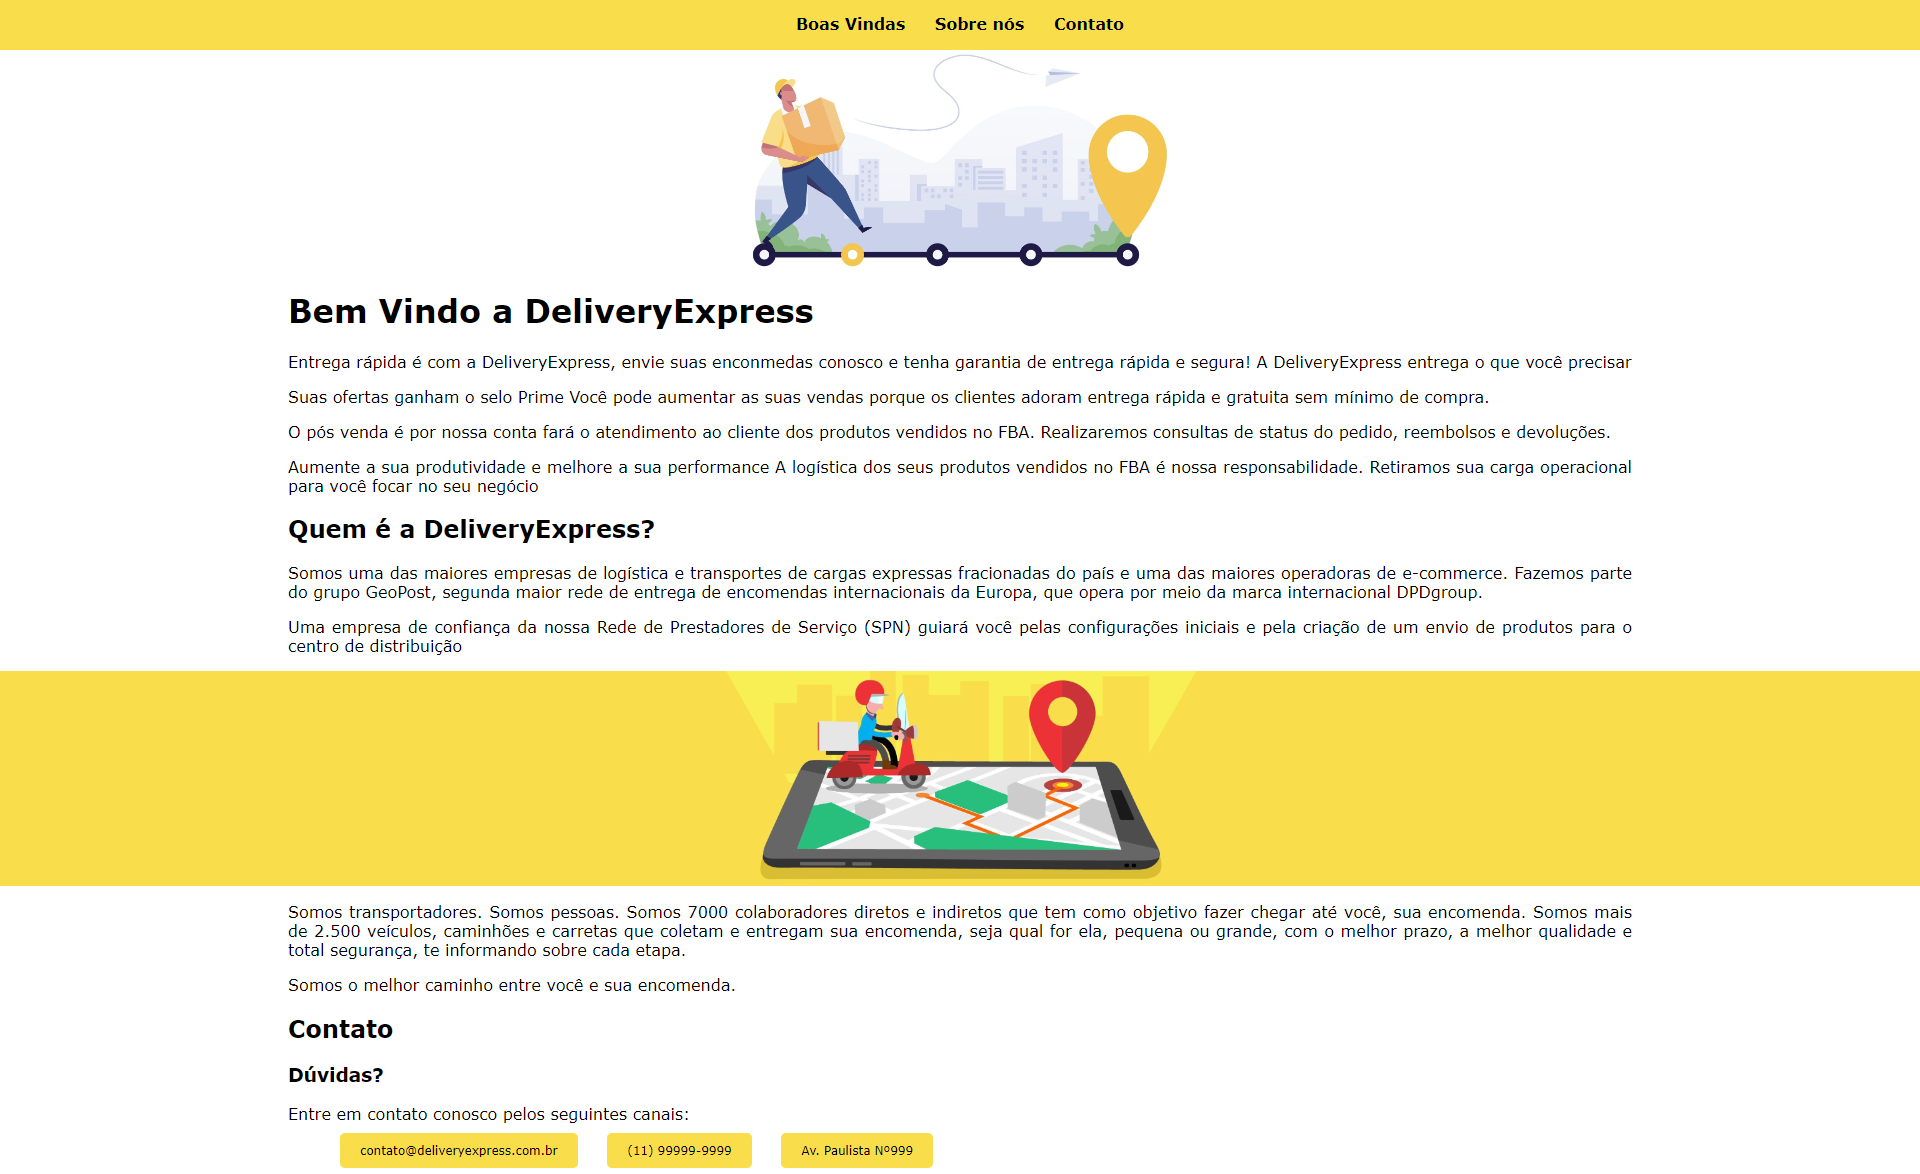 Boas Vindas Sobre nós Contato
Bem Vindo a DeliveryExpress
Entrega rápida é com a DeliveryExpress, envie suas enconmedas conosco e tenha garantia de entrega rápida e segura! A DeliveryExpress entrega o que você precisar
Suas ofertas ganham o selo Prime Você pode aumentar as suas vendas porque os clientes adoram entrega rápida e gratuita sem mínimo de compra.
O pós venda é por nossa conta fará o atendimento ao cliente dos produtos vendidos no FBA. Realizaremos consultas de status do pedido, reembolsos e devoluções.
Aumente a sua produtividade e melhore a sua performance A logística dos seus produtos vendidos no FBA é nossa responsabilidade. Retiramos sua carga operacional
para você focar no seu negócio
Quem é a DeliveryExpress?
Somos uma das maiores empresas de logística e transportes de cargas expressas fracionadas do país e uma das maiores operadoras de e-commerce. Fazemos parte
do grupo GeoPost, segunda maior rede de entrega de encomendas internacionais da Europa, que opera por meio da marca internacional DPDgroup.
Uma empresa de confiança da nossa Rede de Prestadores de Serviço (SPN) guiará você pelas configurações iniciais e pela criação de um envio de produtos para o
centro de distribuição
Somos transportadores. Somos pessoas. Somos 7000 colaboradores diretos e indiretos que tem como objetivo fazer chegar até você, sua encomenda. Somos mais
de 2.500 veículos, caminhões e carretas que coletam e entregam sua encomenda, seja qual for ela, pequena ou grande, com o melhor prazo, a melhor qualidade e
total segurança, te informando sobre cada etapa.
Somos o melhor caminho entre você e sua encomenda.
Contato
Dúvidas?
Entre em contato conosco pelos seguintes canais:
contato@deliveryexpress.com.br (11) 99999-9999 Av. Paulista Nº999